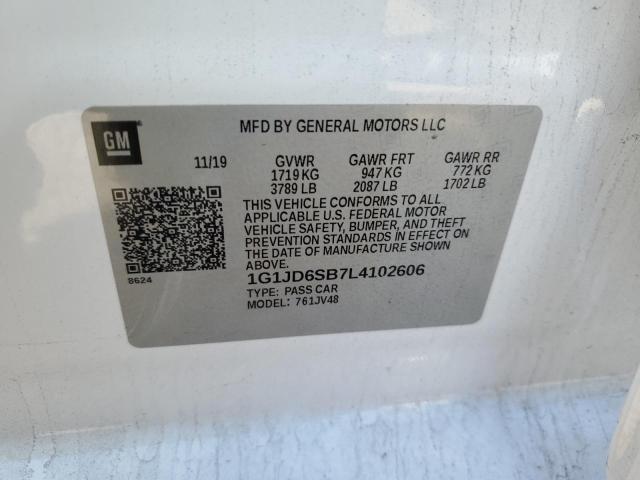 GM
MFD BY GENERAL MOTORS LLC
11/19 GVWR GAWR FRT GAWR RR
1719 KG 947 KG 772 KG
3789 LB 2087 LB 1702 LB
THIS VEHICLE CONFORMS TO ALL
APPLICABLE U.S. FEDERAL MOTOR
VEHICLE SAFETY, BUMPER, AND THEFT
PREVENTION STANDARDS IN EFFECT ON
THE DATE OF MANUFACTURE SHOWN
ABOVE.
8624
1G1JD6SB7L4102606
TYPE: PASS CAR
MODEL: 761JV48